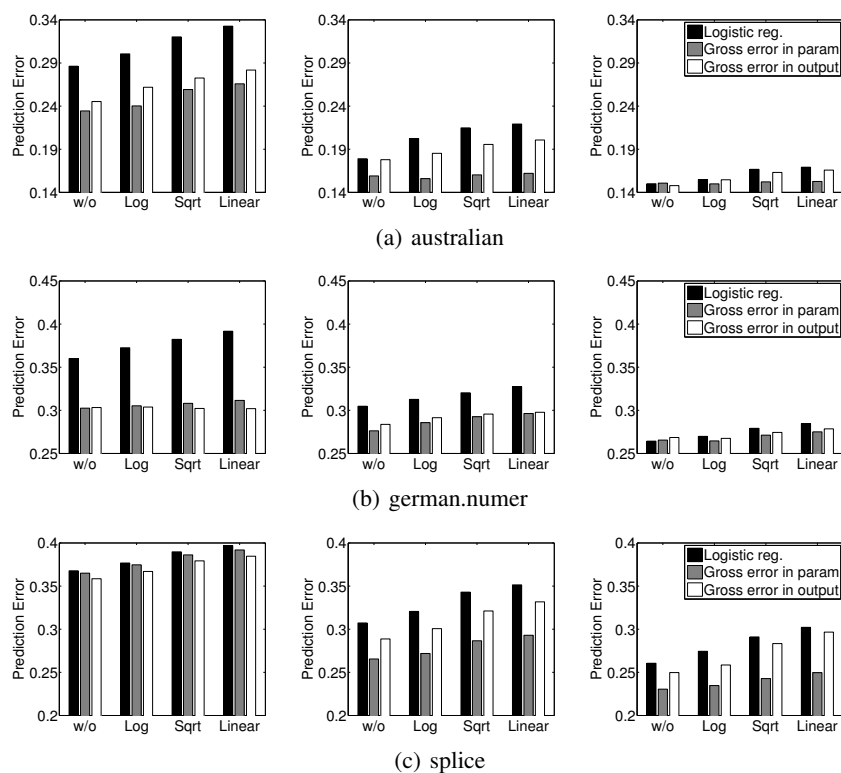 0.34
0.29
0.24
0.19
0.14
Prediction Error
w/o Log Sqrt Linear
0.34
0.29
0.24
0.19
0.14
Prediction Error
w/o Log Sqrt Linear
0.34
0.29
0.24
0.19
0.14
Prediction Error
w/o Log Sqrt Linear
Logistic reg.
Gross error in param
Gross error in output
(a) australian
0.45
0.4
0.35
0.3
0.25
Prediction Error
w/o Log Sqrt Linear
0.45
0.4
0.35
0.3
0.25
Prediction Error
w/o Log Sqrt Linear
0.45
0.4
0.35
0.3
0.25
Prediction Error
w/o Log Sqrt Linear
Logistic reg.
Gross error in param
Gross error in output
(b) german.numer
0.4
0.35
0.3
0.25
0.2
Prediction Error
w/o Log Sqrt Linear
0.4
0.35
0.3
0.25
0.2
Prediction Error
w/o Log Sqrt Linear
0.4
0.35
0.3
0.25
0.2
Prediction Error
w/o Log Sqrt Linear
Logistic reg.
Gross error in param
Gross error in output
(c) splice